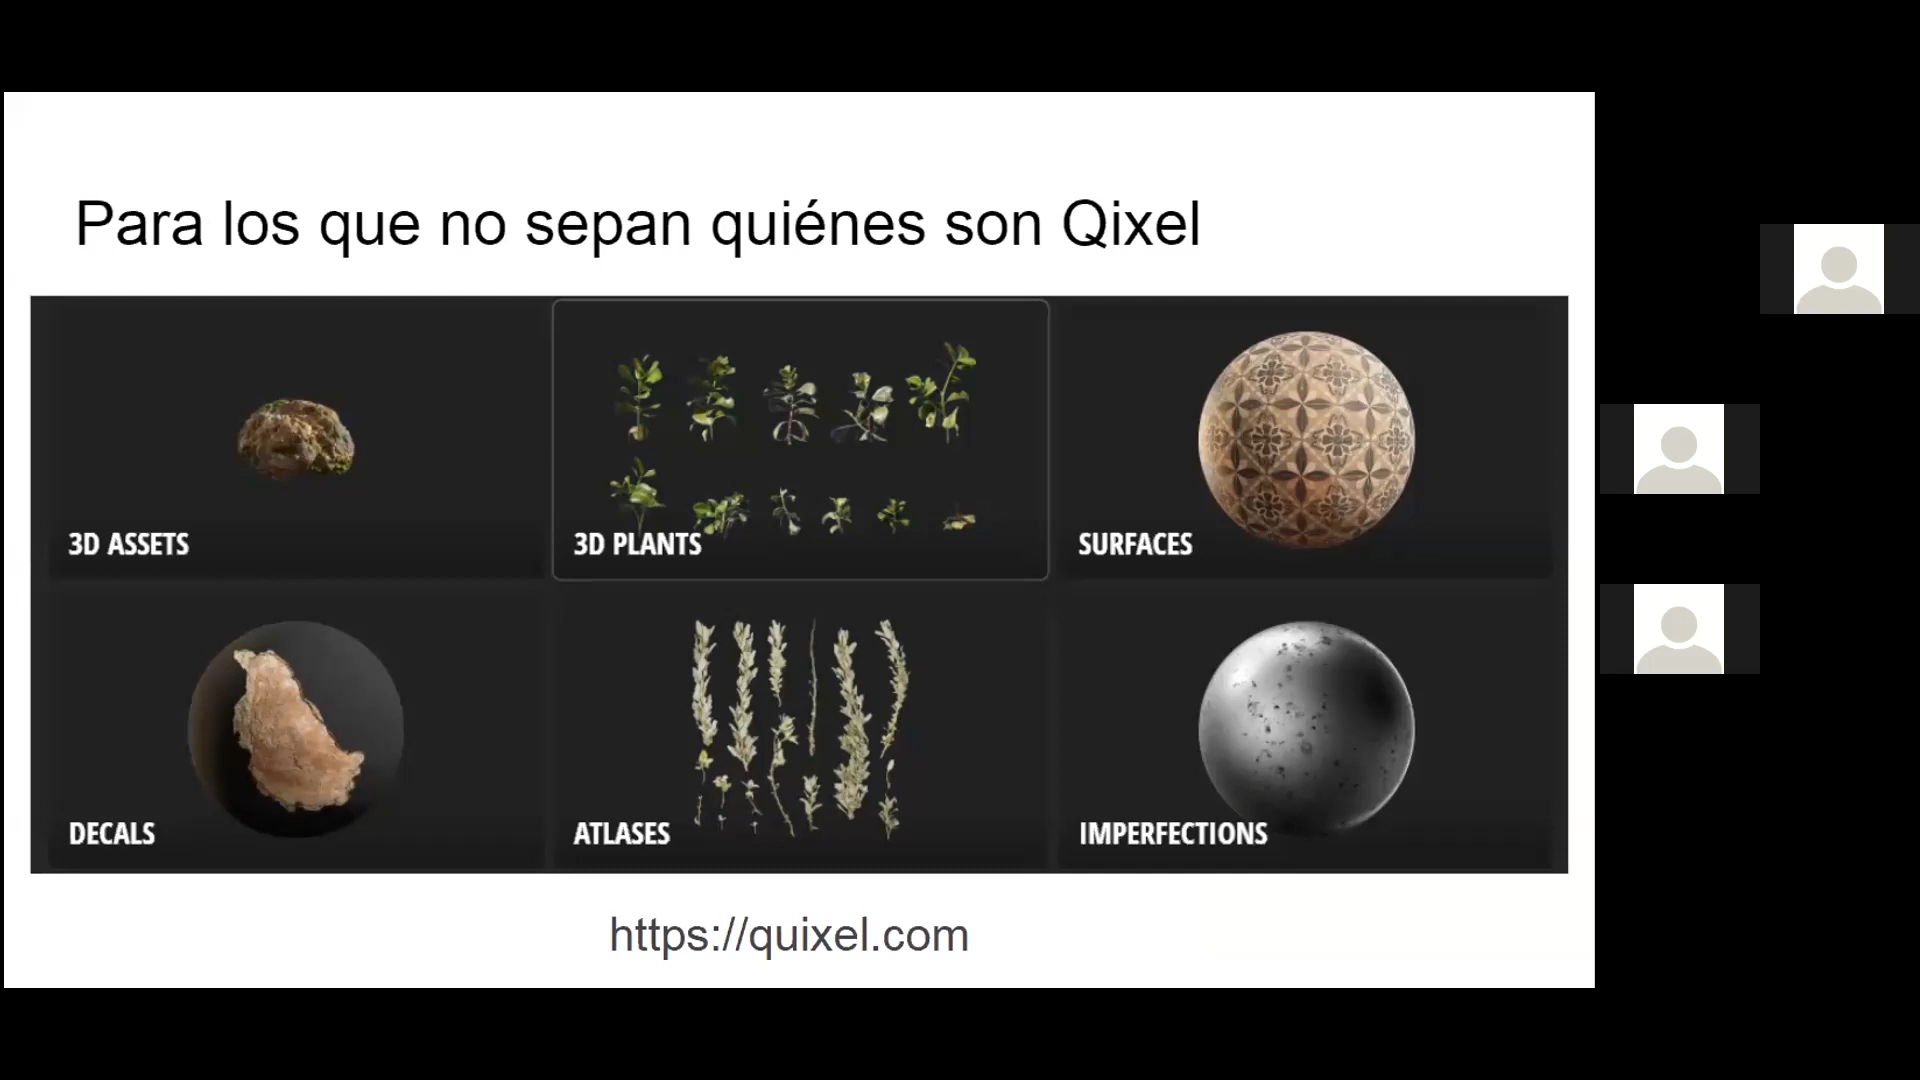 Para los que no sepan quiénes son Qixel
3D ASSETS
3D PLANTS
SURFACES
DECALS
ATLASES
IMPERFECTIONS
https://quixel.com